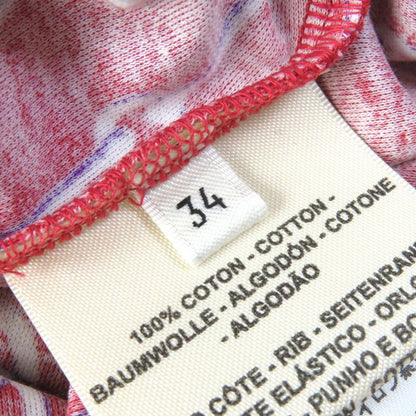 34
100% COTON - COTTON -
BAUMWOLLE - ALGODÓN - COTONE
- ALGODÃO
CÔTE - RIB - SEITENRAN
ELÁSTICO - ORLO
PUNHO E BO